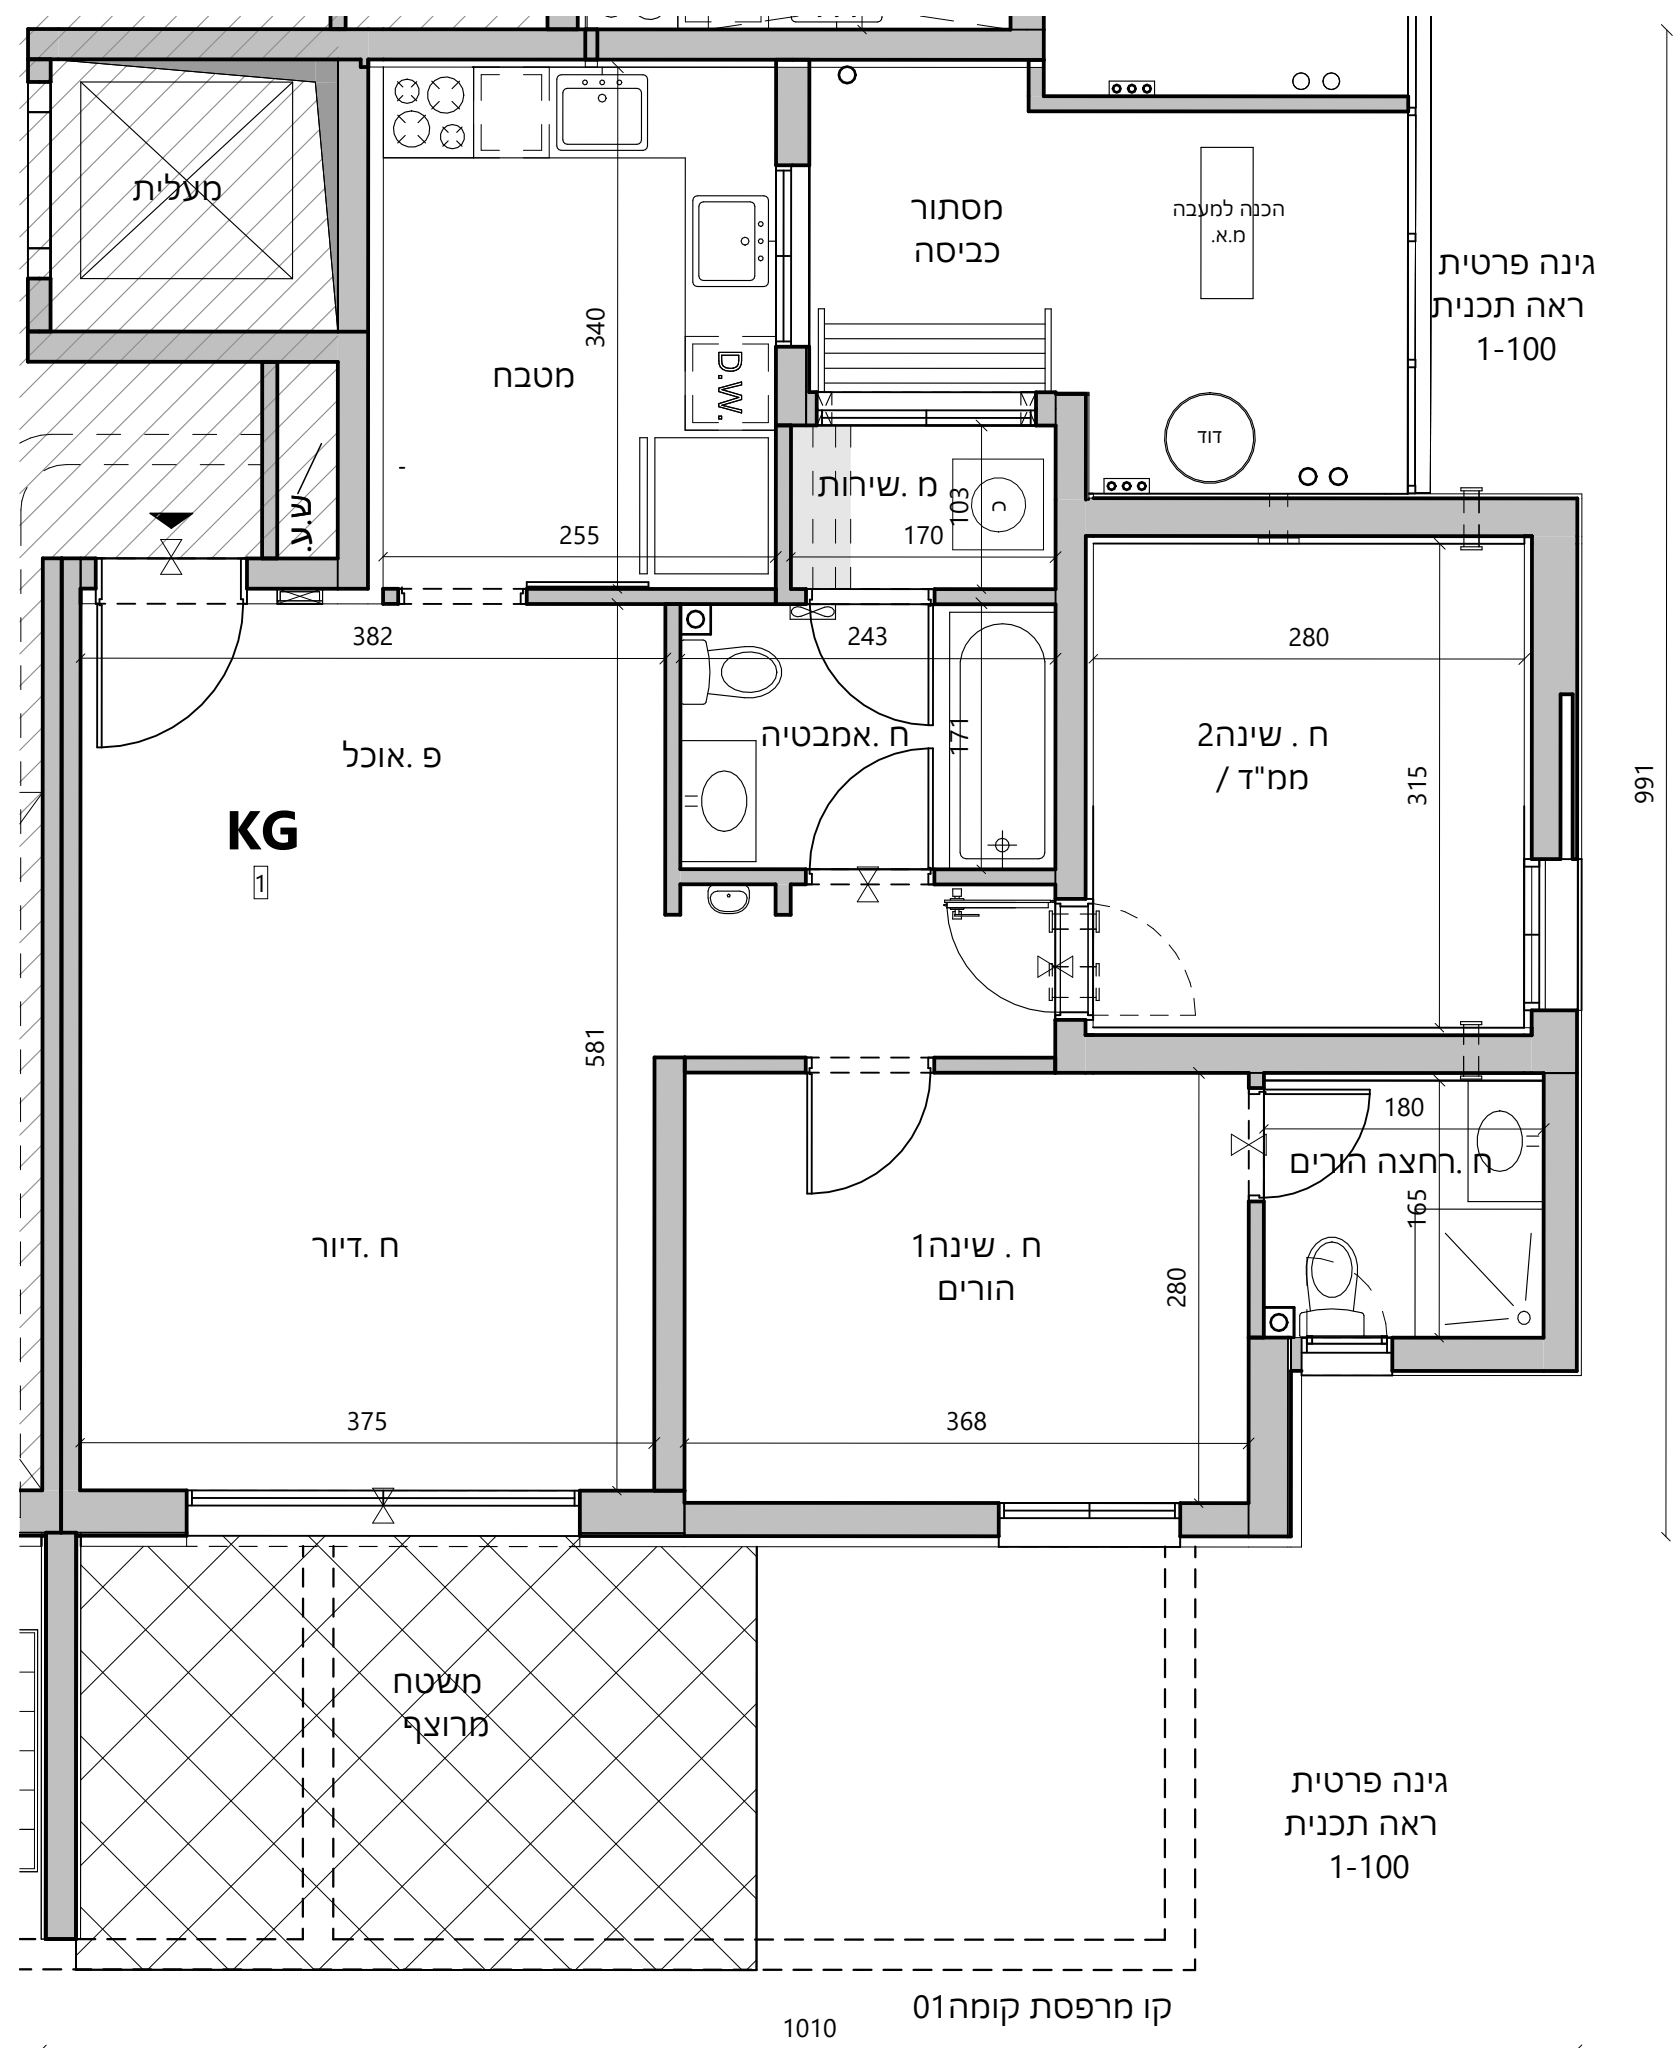 מעלית
מסתור
כביסה
הכנה למעבה
מ.א.
גינה פרטית
ראה תכנית
1-100
340
מטבח
D.W.
דוד
ש.ע.
מ .שירות
103
כ
255
170
382
243
280
פ .אוכל
ח .אמבטיה
171
ח . שינה2
ממ"ד /
315
991
KG
1
581
180
ח .רחצה הורים
165
ח .דיור
ח . שינה1
הורים
280
375
368
משטח
מרוצף
גינה פרטית
ראה תכנית
1-100
קו מרפסת קומה01
1010